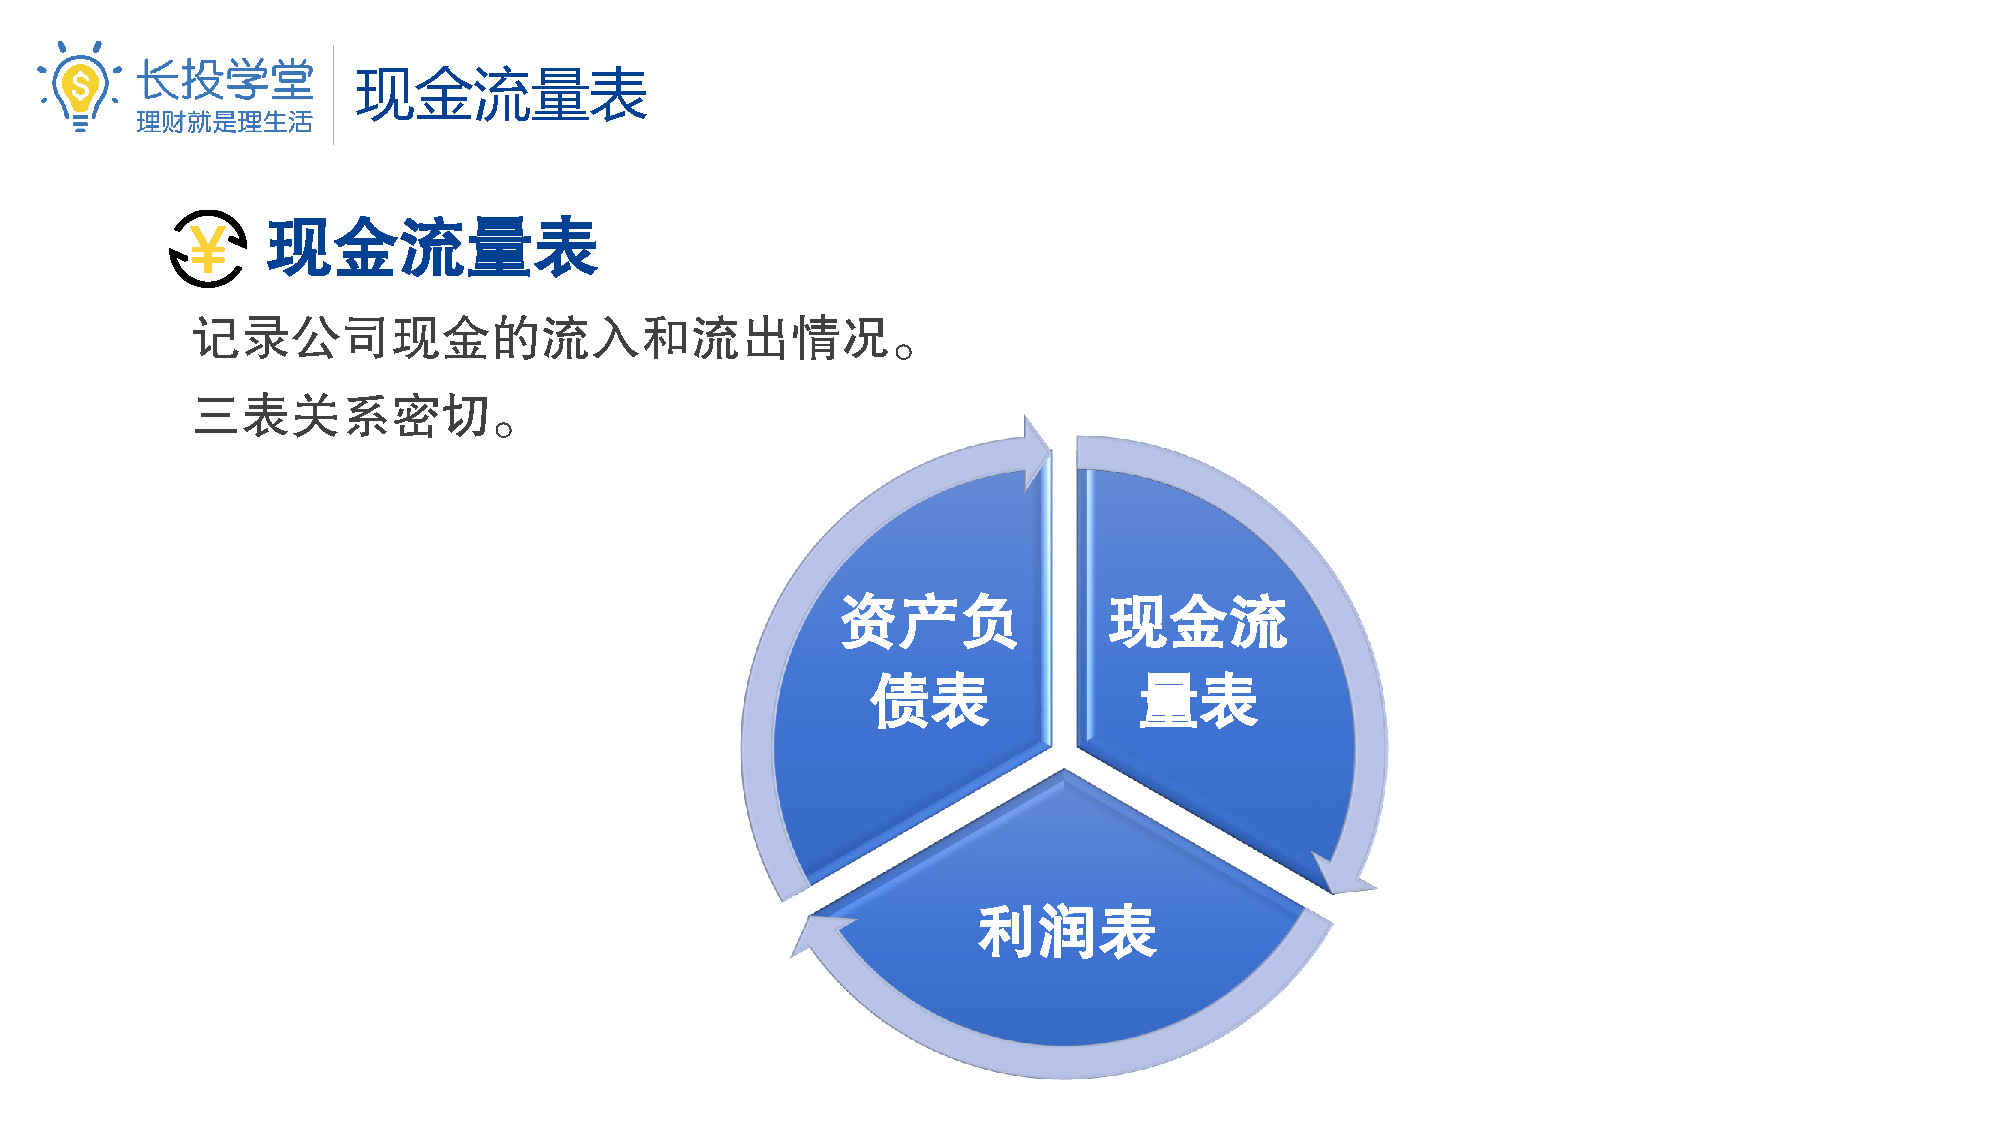 长投学堂
理财就是理生活
现金流量表
¥ 现金流量表
记录公司现金的流入和流出情况。
三表关系密切。
资产负
债表
现金流
量表
利润表